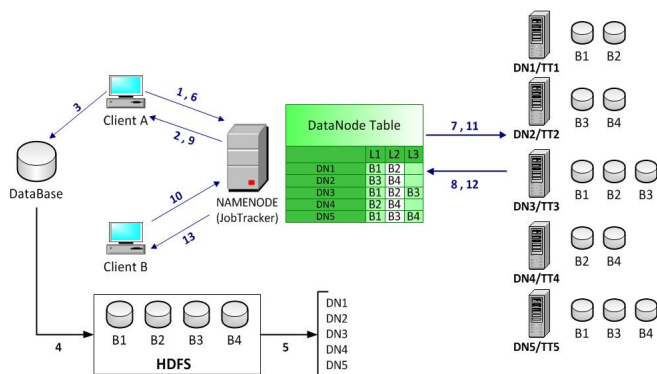 3
1, 6
Client A
2, 9
DataBase
10
NAMENODE
(JobTracker)
13
Client B
DataNode Table
L1 L2 L3
DN1 B1 B2
DN2 B3 B4
DN3 B1 B2 B3
DN4 B2 B4
DN5 B1 B3 B4
7, 11
8, 12
DN1/TT1
B1 B2
DN2/TT2
B3 B4
DN3/TT3
B1 B2 B3
DN4/TT4
B2 B4
DN5/TT5
B1 B3 B4
4
B1 B2 B3 B4
HDFS
5
DN1
DN2
DN3
DN4
DN5